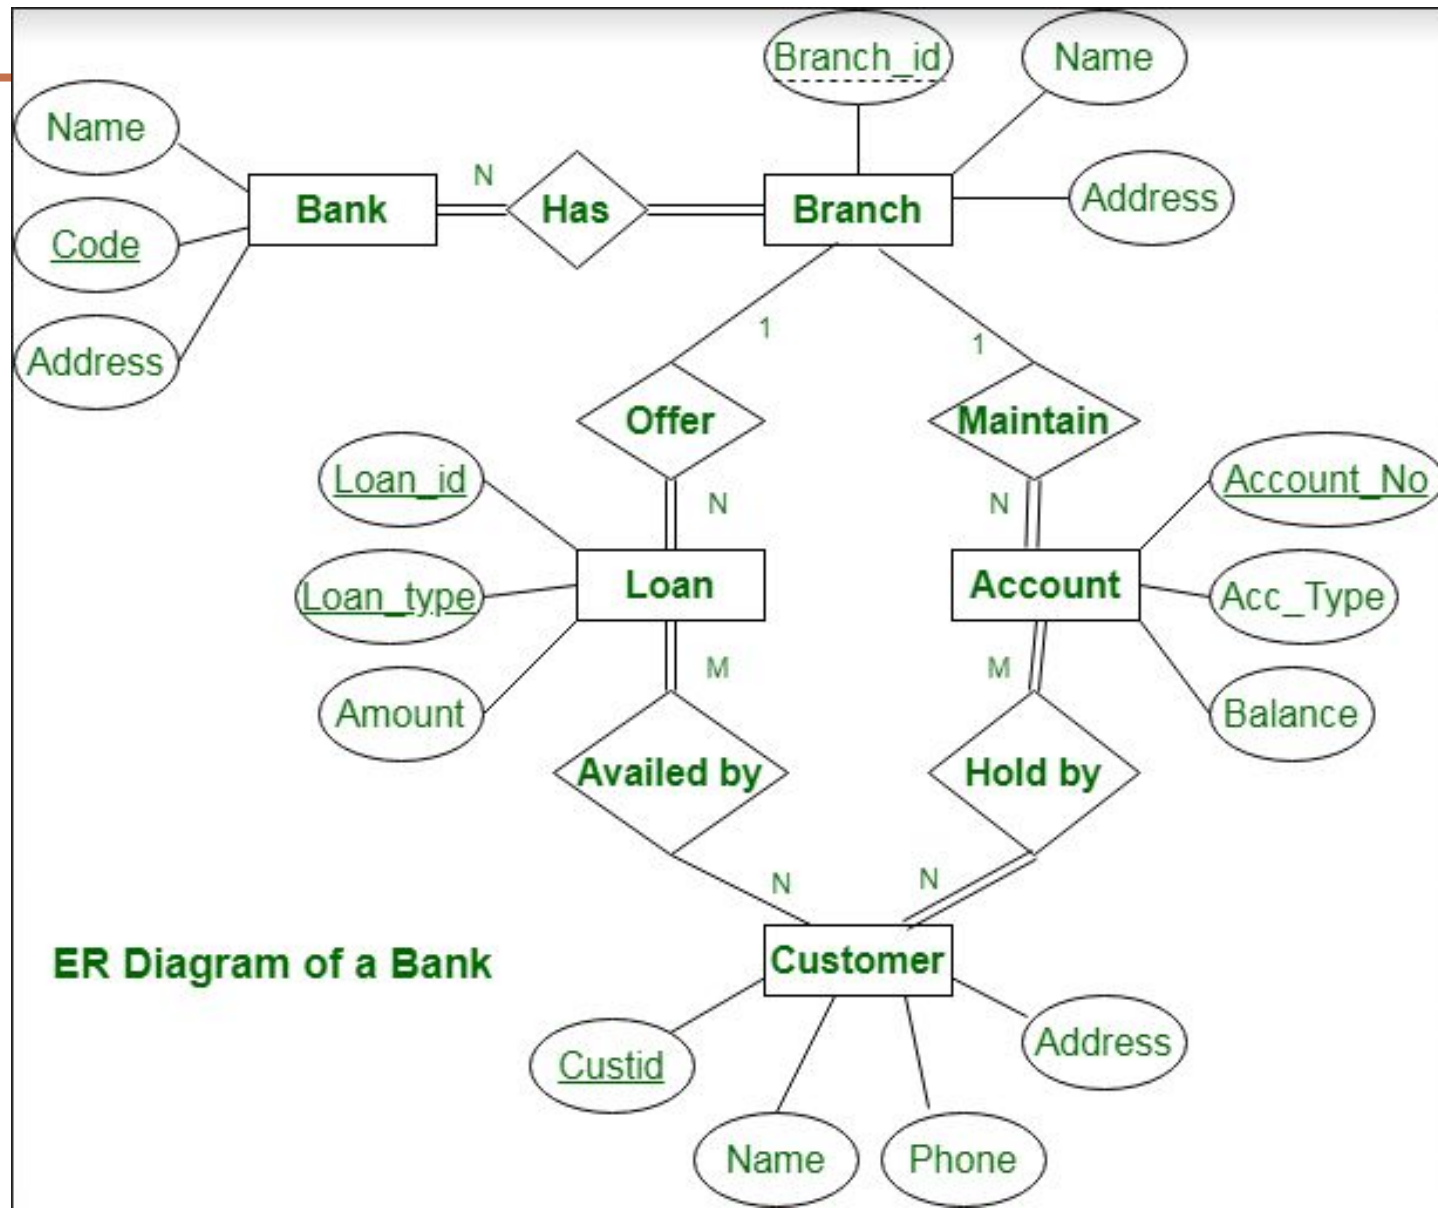 Branch_id
Name
Name
N
Bank
Has
Branch
Address
Code
Address
1
1
Offer
Maintain
Loan_id
N
N
Account_No
Loan
Account
Loan_type
Acc_Type
M
M
Amount
Balance
Availed by
Hold by
N
N
ER Diagram of a Bank
Customer
Custid
Address
Name
Phone